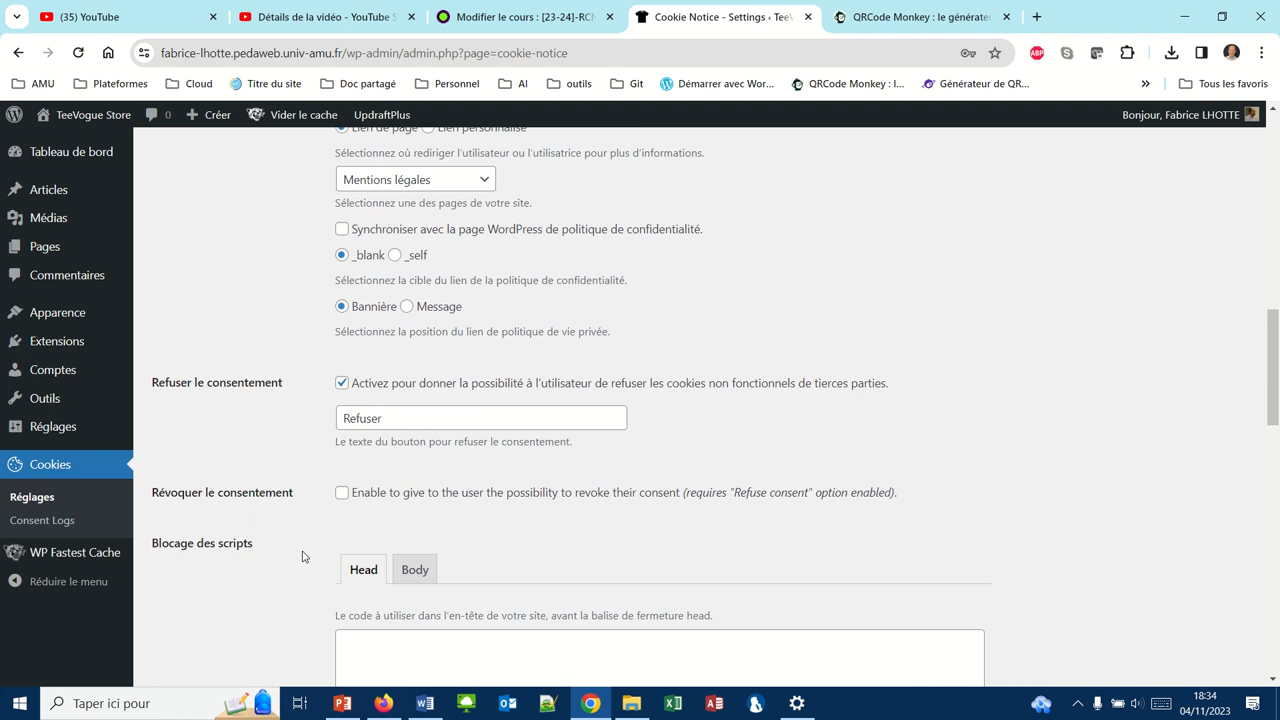 (35) YouTube
Détails de la vidéo - YouTube S
Modifier le cours : [23-24]-RCN
Cookie Notice - Settings ‹ TeeV
QRCode Monkey : le générateu
fabrice-lhotte.pedaweb.univ-amu.fr/wp-admin/admin.php?page=cookie-notice
ABP
AMU
Plateformes
Cloud
Titre du site
Doc partagé
Personnel
AI
outils
Git
Démarrer avec Wor...
QRCode Monkey : l...
Générateur de QR...
»
Tous les favoris
TeeVogue Store
0
Créer
Vider le cache
UpdraftPlus
Bonjour, Fabrice LHOTTE
Tableau de bord
Articles
Médias
Pages
Commentaires
Apparence
Extensions
Comptes
Outils
Réglages
Cookies
Réglages
Consent Logs
WP Fastest Cache
Réduire le menu
Lien de page Lien personnalisé
Sélectionnez où rediriger l'utilisateur ou l'utilisatrice pour plus d'informations.
Mentions légales
Sélectionnez une des pages de votre site.
Synchroniser avec la page WordPress de politique de confidentialité.
_blank _self
Sélectionnez la cible du lien de la politique de confidentialité.
Bannière Message
Sélectionnez la position du lien de politique de vie privée.
Refuser le consentement
Activez pour donner la possibilité à l'utilisateur de refuser les cookies non fonctionnels de tierces parties.
Refuser
Le texte du bouton pour refuser le consentement.
Révoquer le consentement
Enable to give to the user the possibility to revoke their consent (requires "Refuse consent" option enabled).
Blocage des scripts
Head Body
Le code à utiliser dans l'en-tête de votre site, avant la balise de fermeture head.
Taper ici pour
18:34
04/11/2023